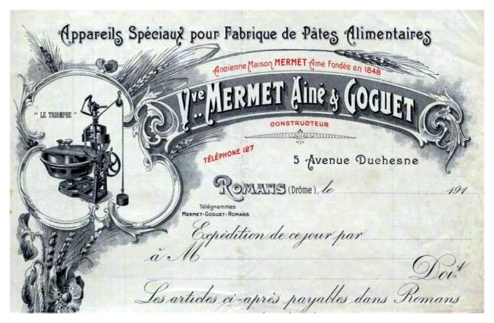 Appareils Spéciaux pour Fabrique de Pâtes Alimentaires
Ancienne Maison MERMET Ainé Fondée en 1848
Vve MERMET Ainé & GOGUET
CONSTRUCTEUR
"LE TRIOMPHE"
TÉLÉPHONE 127
5 Avenue Duchesne
ROMANS (Drôme), le 191
Télégrammes
MERMET-GOGUET-ROMANS
Expédition de ce jour par
à M
Doit
Les articles ci-après payables dans Romans